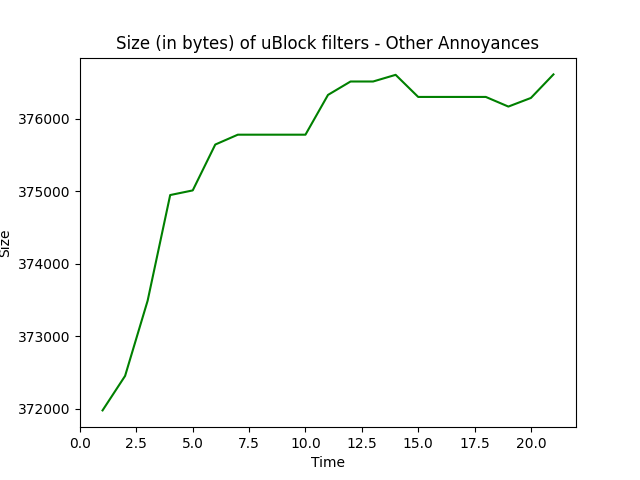 Size (in bytes) of uBlock filters - Other Annoyances
376000
375000
374000
373000
372000
Size
0.0 2.5 5.0 7.5 10.0 12.5 15.0 17.5 20.0
Time